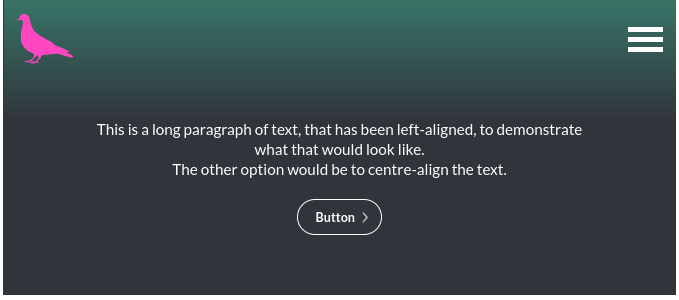 This is a long paragraph of text, that has been left-aligned, to demonstrate
what that would look like.
The other option would be to centre-align the text.
Button